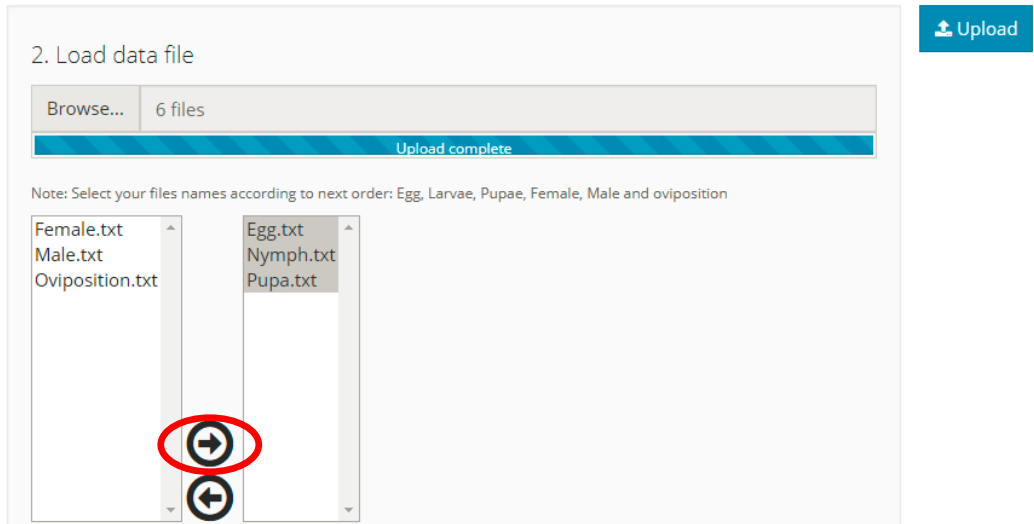 Upload
2. Load data file
Browse... 6 files
Upload complete
Note: Select your files names according to next order: Egg, Larvae, Pupae, Female, Male and oviposition
Female.txt
Male.txt
Oviposition.txt
Egg.txt
Nymph.txt
Pupa.txt